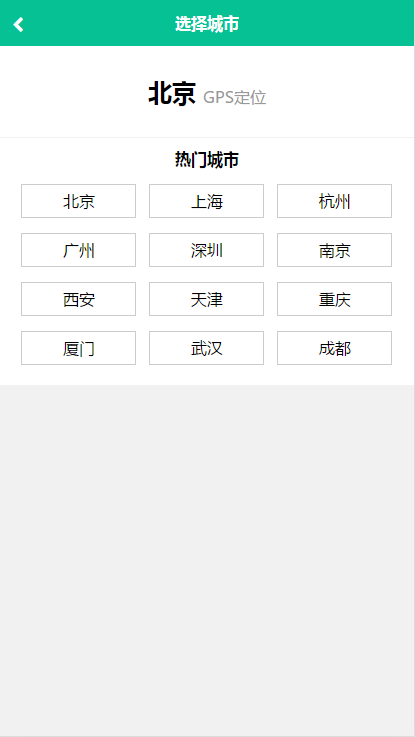 选择城市
北京 GPS定位
热门城市
北京 上海 杭州
广州 深圳 南京
西安 天津 重庆
厦门 武汉 成都